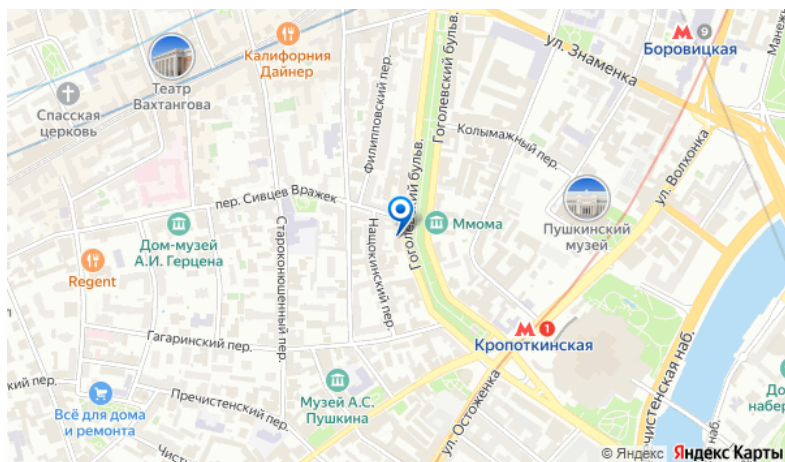 Калифорния
Дайнер
Театр
Вахтангова
Спасская
церковь
Филипповский пер.
Гоголевский бульв.
ул. Знаменка
9
Боровицкая
Колымажный пер.
ул. Волхонка
пер. Сивцев Вражек
Дом-музей
А.И. Герцена
Regent
Староконюшенный пер.
Нащокинский пер.
Гоголевский бульв.
Ммома
Пушкинский
музей
1
Кропоткинская
Гагаринский пер.
Пречистенский пер.
Всё для дома
и ремонта
Музей А.С.
Пушкина
ул. Остоженка
© Яндекс Яндекс Карты